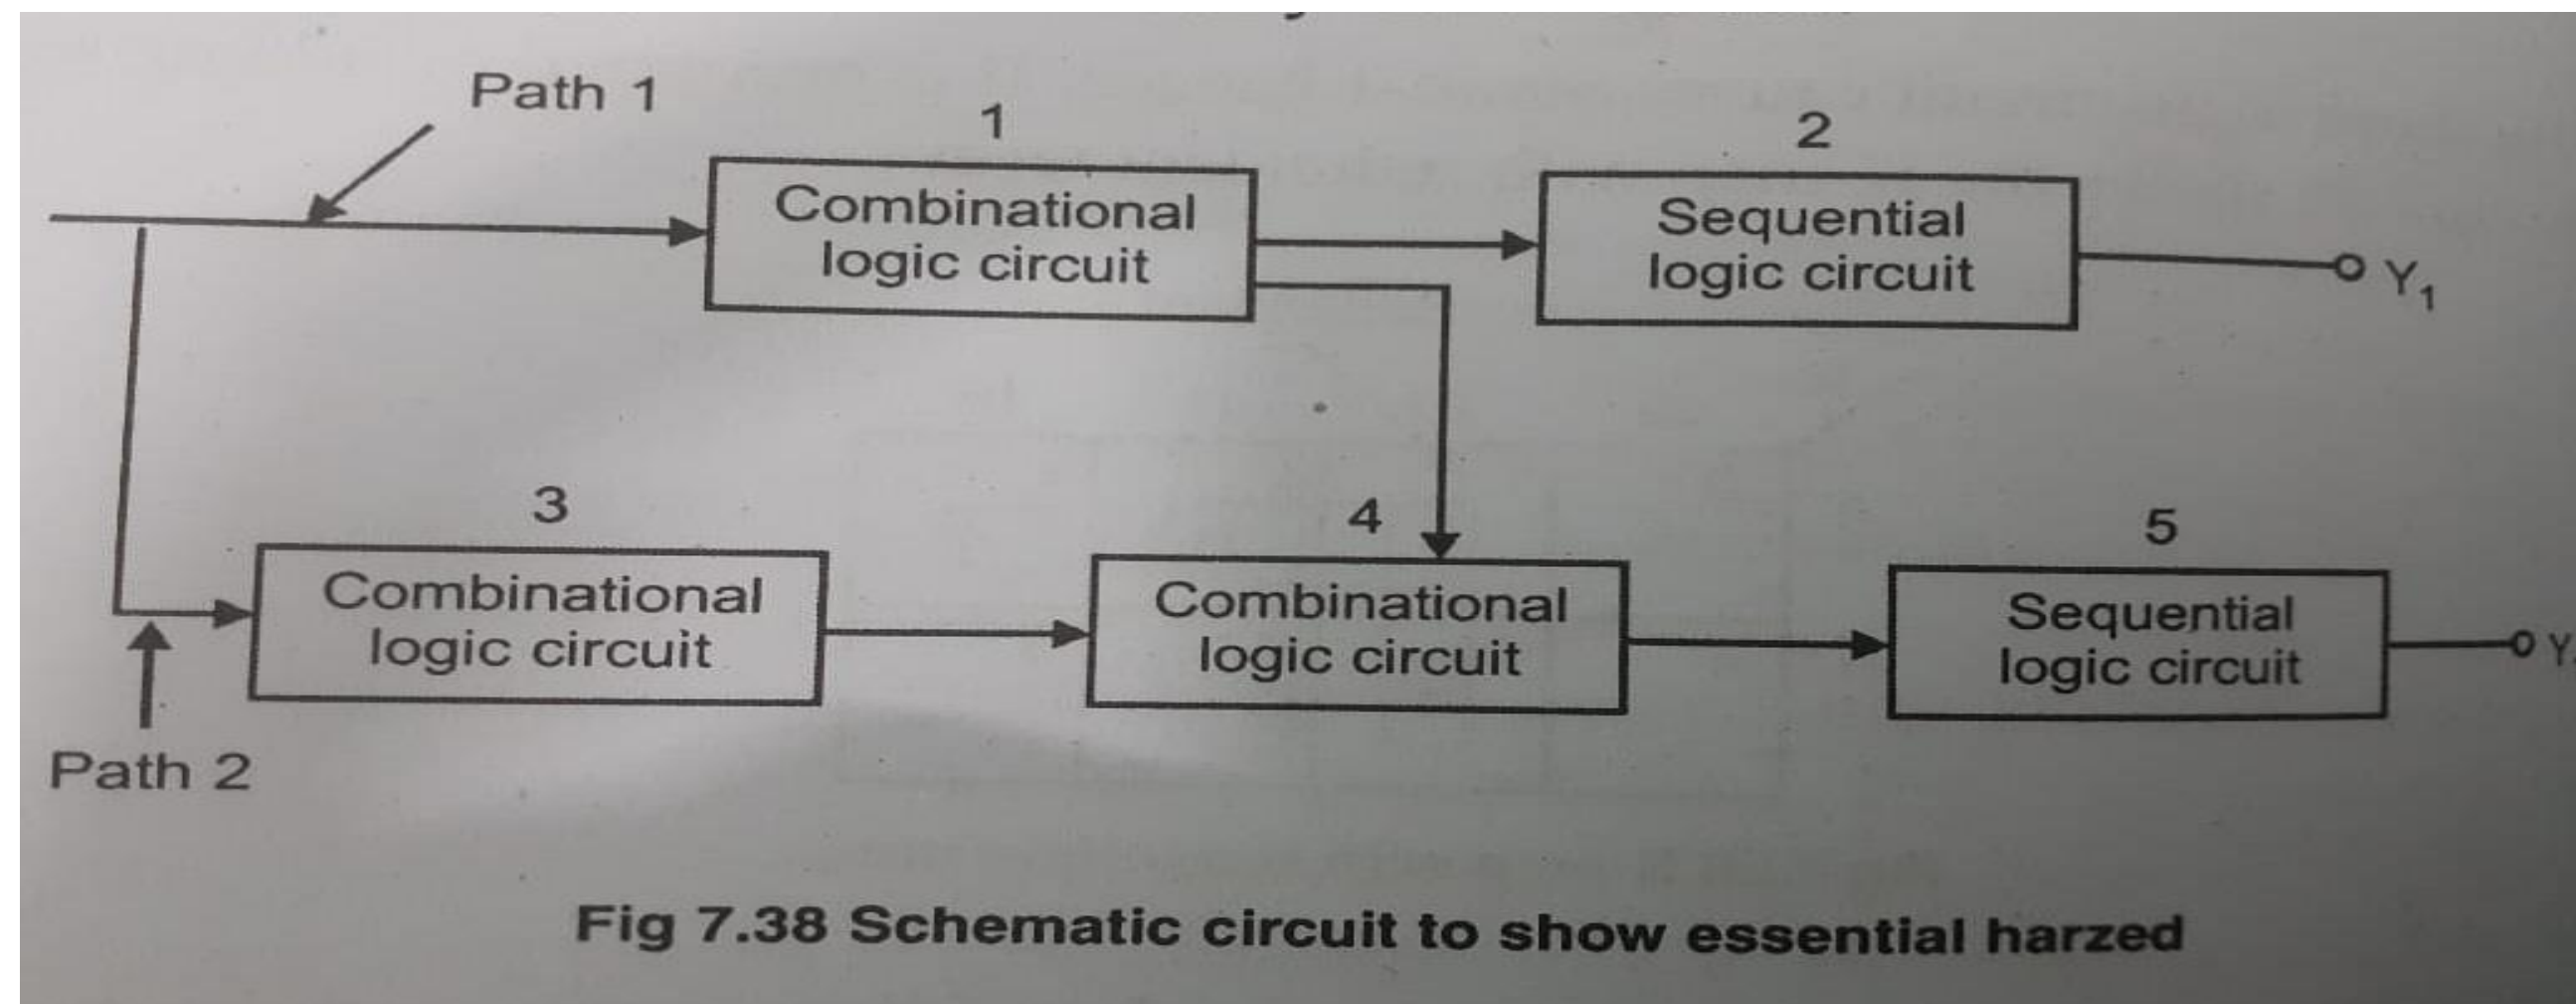 Path 1
1
2
Combinational
logic circuit
Sequential
logic circuit
Y1
3
4
5
Combinational
logic circuit
Combinational
logic circuit
Sequential
logic circuit
Y
Path 2
Fig 7.38 Schematic circuit to show essential harzed